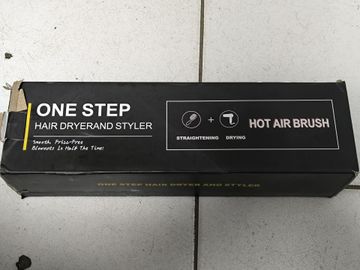 ONE STEP
HAIR DRYERAND STYLER
Smooth, Frizz-Free
Blowouts In Half The Time!
STRAIGHTENING
+
DRYING
HOT AIR BRUSH
ONE STEP HAIR DRYER AND STYLER